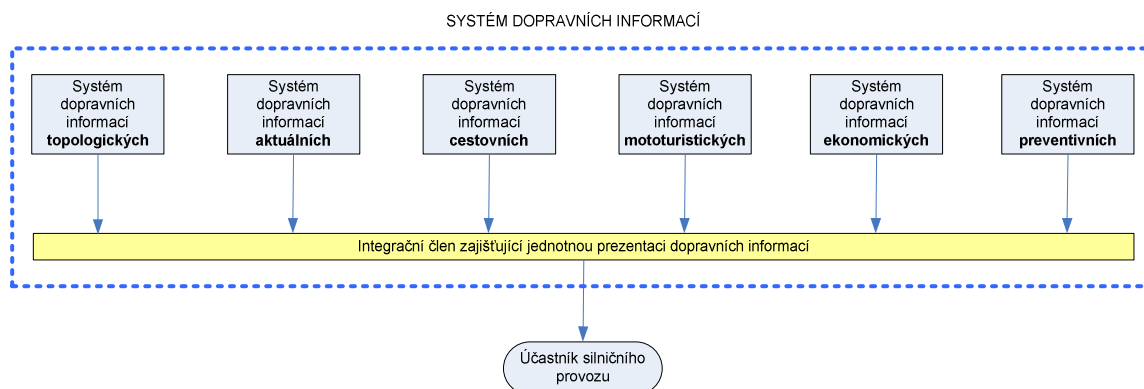 SYSTÉM DOPRAVNÍCH INFORMACÍ
Systém
dopravních
informací
topologických
Systém
dopravních
informací
aktuálních
Systém
dopravních
informací
cestovních
Systém
dopravních
informací
mototuristických
Systém
dopravních
informací
ekonomických
Systém
dopravních
informací
preventivních
Integrační člen zajišťující jednotnou prezentaci dopravních informací
Účastník silničního
provozu